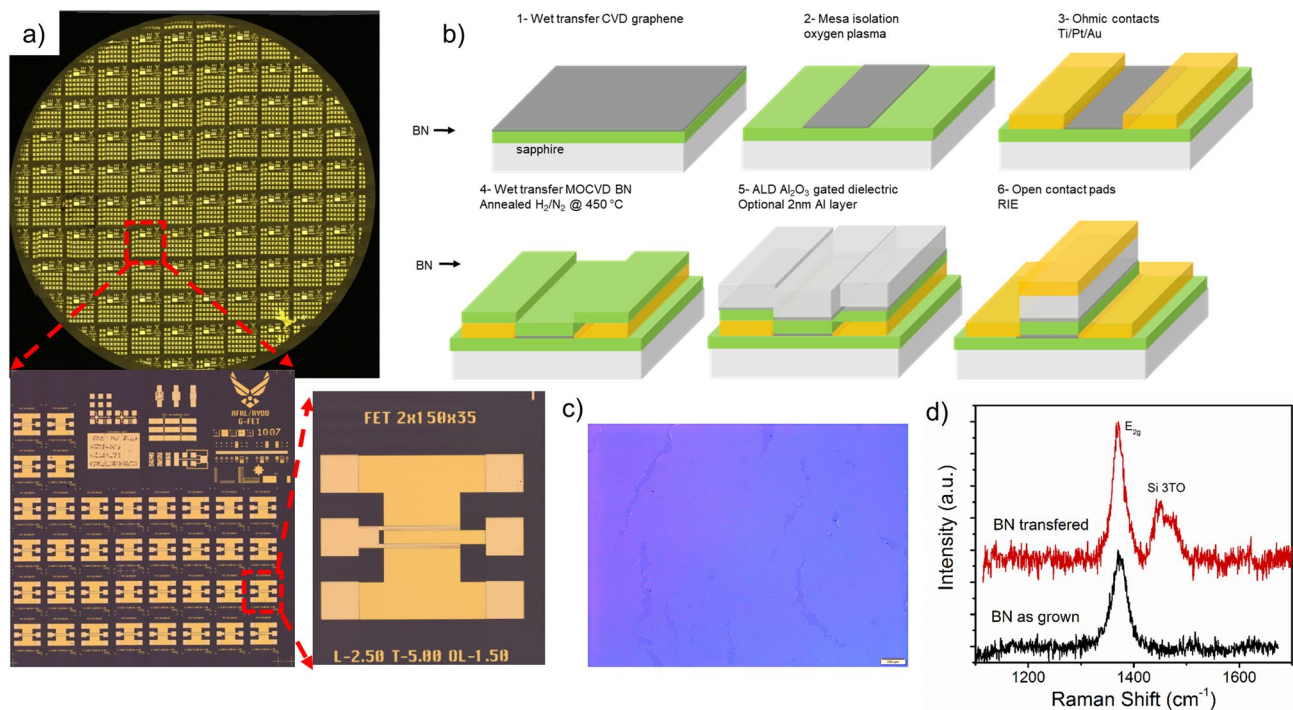 a)
b)
1- Wet transfer CVD graphene
2- Mesa isolation
oxygen plasma
3- Ohmic contacts
Ti/Pt/Au
BN
sapphire
4- Wet transfer MOCVD BN
Annealed H₂/N₂ @ 450 °C
5- ALD Al₂O₃ gated dielectric
Optional 2nm Al layer
6- Open contact pads
RIE
BN
AFRL/RYDD
G-FET
1007
FET 2x150x35
L-2.50 T-5.00 OL-1.50
c)
d)
E₂g
Si 3TO
BN transfered
BN as grown
Intensity (a.u.)
1200
1400
1600
Raman Shift (cm⁻¹)